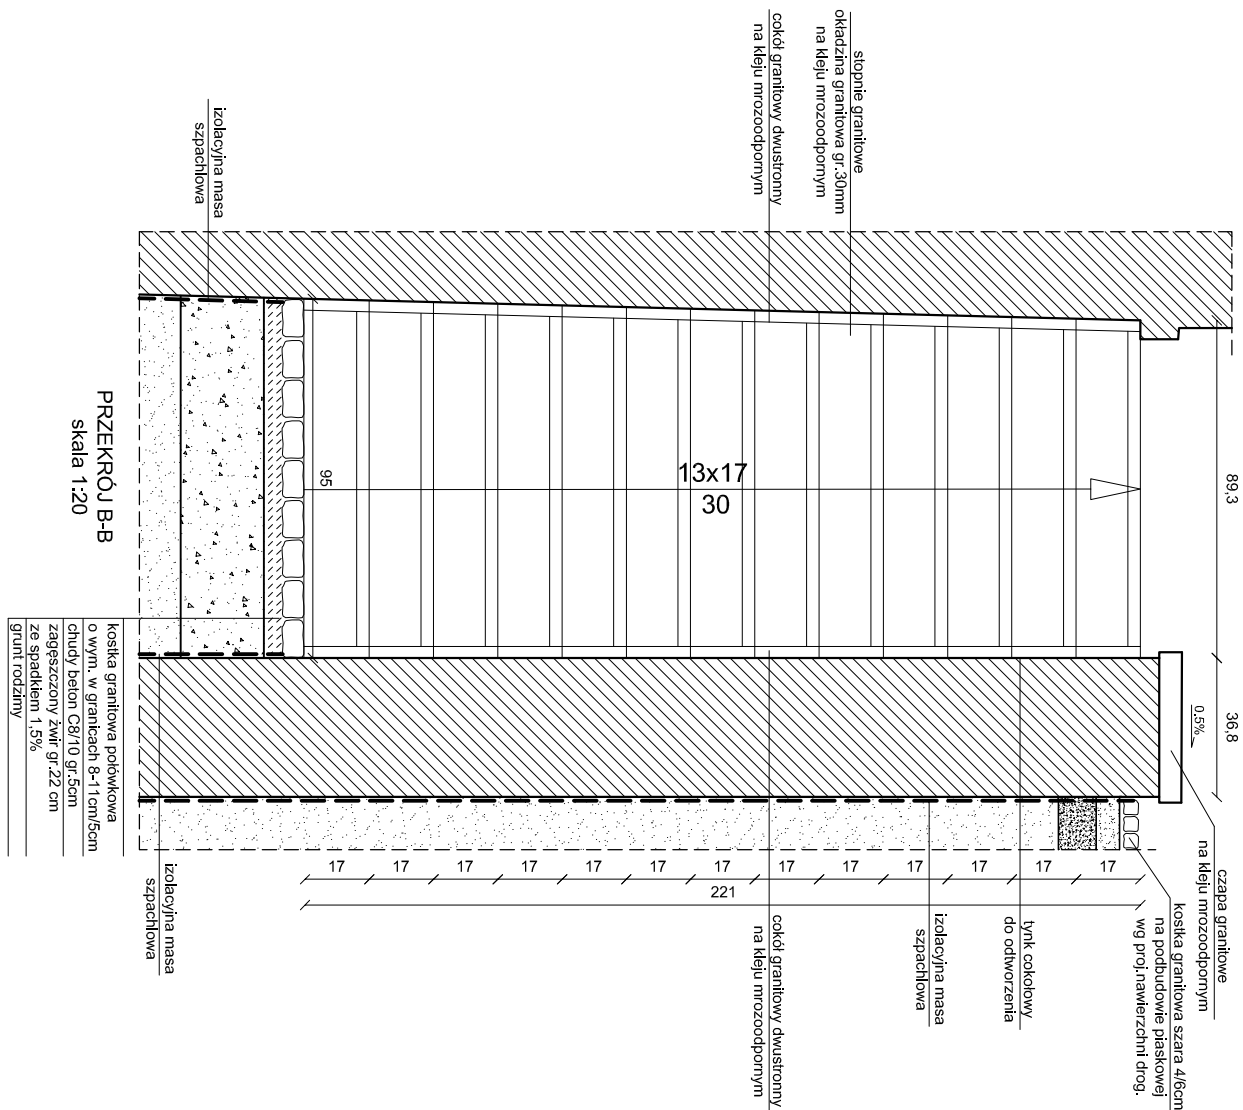 stopnie granitowe
okładzina granitowa gr.30mm
na kleju mrozoodpornym
cokół granitowy dwustronny
na kleju mrozoodpornym
izolacyjna masa
szpachlowa
89,3
36,8
0,5%
13x17
30
95
PRZEKRÓJ B-B
skala 1:20
kostka granitowa połówkowa
o wym. w granicach 8-11cm/5cm
chudy beton C8/10 gr.5cm
zagęszczony żwir gr.22 cm
ze spadkiem 1,5%
grunt rodzimy
17
17
17
17
17
17
17
17
17
17
17
17
17
221
czapa granitowe
na kleju mrozoodpornym
kostka granitowa szara 4/6cm
na podbudowie piaskowej
wg proj.nawierzchni drog.
tynk cokołowy
do odtworzenia
izolacyjna masa
szpachlowa
cokół granitowy dwustronny
na kleju mrozoodpornym
izolacyjna masa
szpachlowa